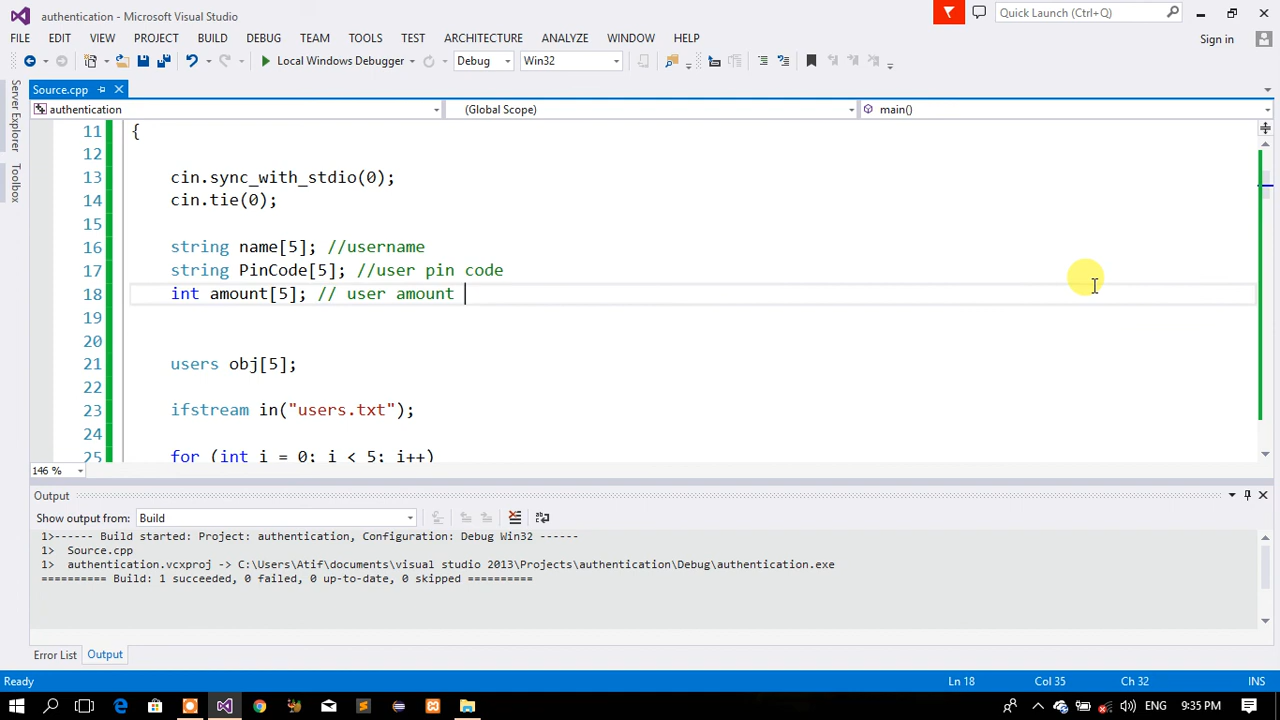 authentication - Microsoft Visual Studio
Quick Launch (Ctrl+Q)
FILE EDIT VIEW PROJECT BUILD DEBUG TEAM TOOLS TEST ARCHITECTURE ANALYZE WINDOW HELP
Sign in
Local Windows Debugger Debug Win32
Server Explorer
Toolbox
Source.cpp
authentication (Global Scope) main()
11 {
12
13 cin.sync_with_stdio(0);
14 cin.tie(0);
15
16 string name[5]; //username
17 string PinCode[5]; //user pin code
18 int amount[5]; // user amount
19
20
21 users obj[5];
22
23 ifstream in("users.txt");
24
25 for (int i = 0; i < 5; i++)
146 %
Output
Show output from: Build
1>------ Build started: Project: authentication, Configuration: Debug Win32 ------
1> Source.cpp
1> authentication.vcxproj -> C:\Users\Atif\documents\visual studio 2013\Projects\authentication\Debug\authentication.exe
========== Build: 1 succeeded, 0 failed, 0 up-to-date, 0 skipped ==========
Error List Output
Ready Ln 18 Col 35 Ch 32 INS
ENG 9:35 PM